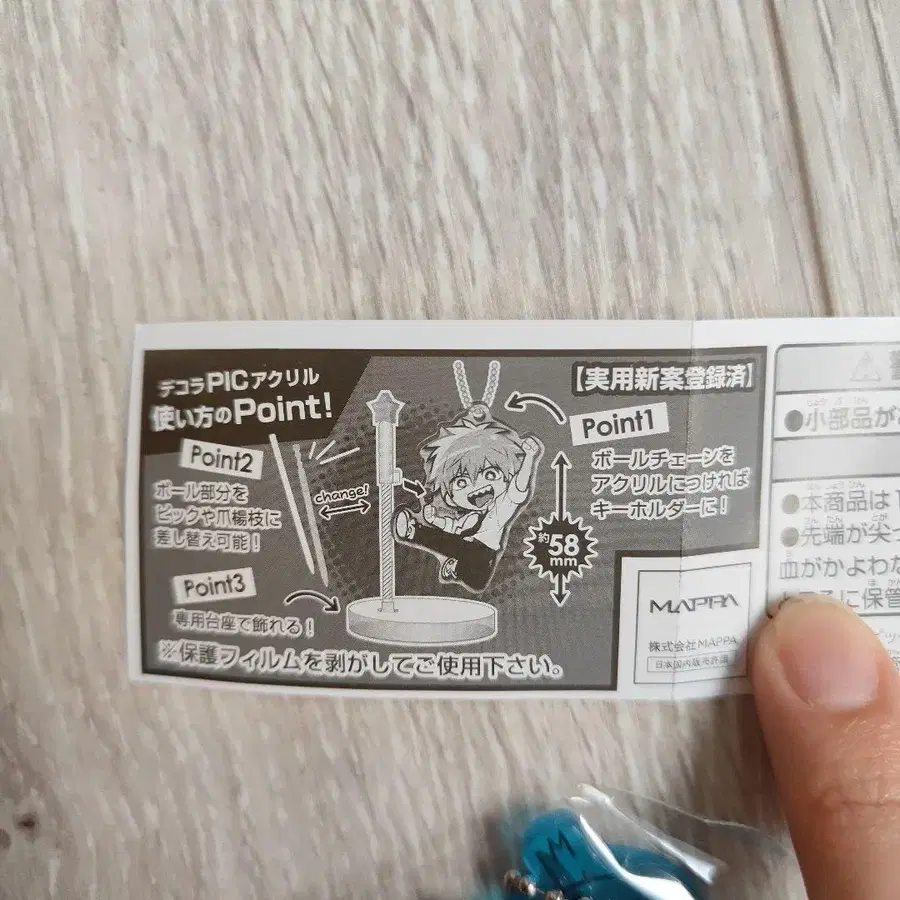 デコラPICアクリル
使い方のPoint!
【実用新案登録済】
Point1
ボールチェーンを
アクリルにつければ
キーホルダーに!
Point2
ポール部分を
ピックや爪楊枝に
差し替え可能!
change!
約58
mm
Point3
専用台座で飾れる!
※保護フィルムを剥がしてご使用下さい。
MAPPA
株式会社MAPPA
日本国内販売許諾
●小部品が
●本商品は
●先端が尖っ
血がかよわな
ところに保管
M